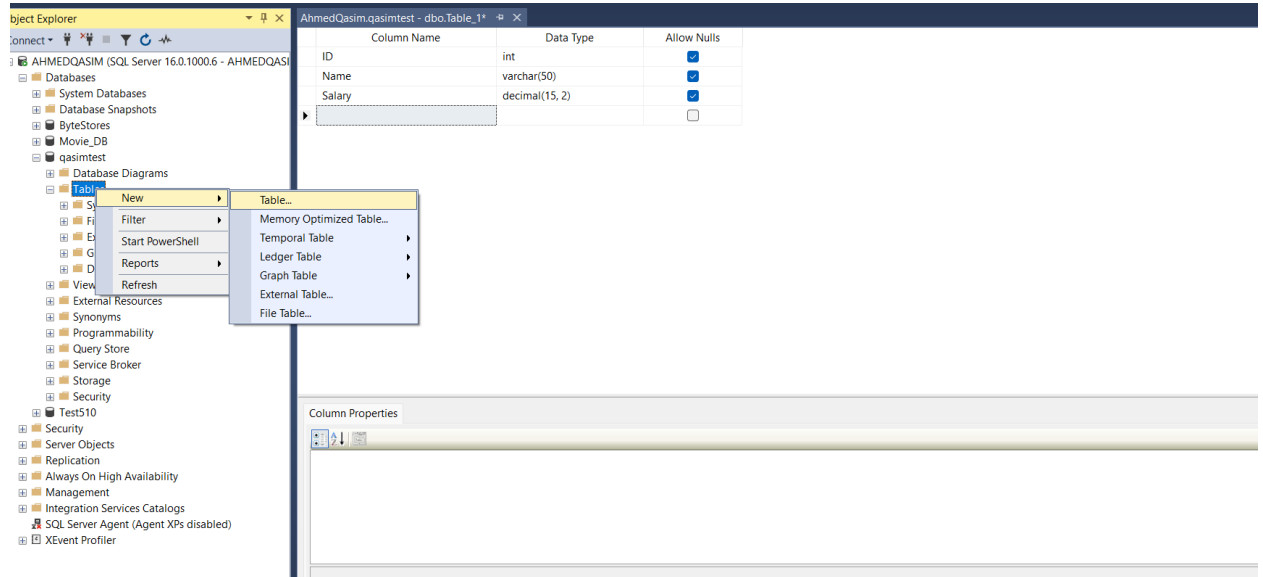 bject Explorer
onnect
AHMEDQASIM (SQL Server 16.0.1000.6 - AHMEDQASI
Databases
System Databases
Database Snapshots
ByteStores
Movie_DB
qasimtest
Database Diagrams
Table
Sy
Fi
E
G
D
View
External Resources
Synonyms
Programmability
Query Store
Service Broker
Storage
Security
Test510
Security
Server Objects
Replication
Always On High Availability
Management
Integration Services Catalogs
SQL Server Agent (Agent XPs disabled)
XEvent Profiler
New
Filter
Start PowerShell
Reports
Refresh
Table...
Memory Optimized Table...
Temporal Table
Ledger Table
Graph Table
External Table...
File Table...
AhmedQasim.qasimtest - dbo.Table_1*
Column Name Data Type Allow Nulls
ID int
Name varchar(50)
Salary decimal(15, 2)
Column Properties